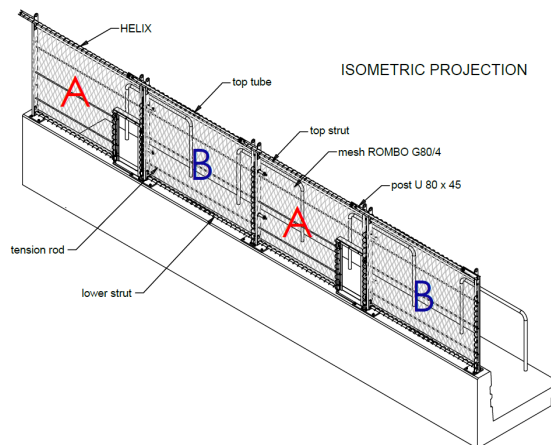 HELIX
A
top tube
ISOMETRIC PROJECTION
top strut
mesh ROMBO G80/4
B
post U 80 x 45
A
tension rod
lower strut
B